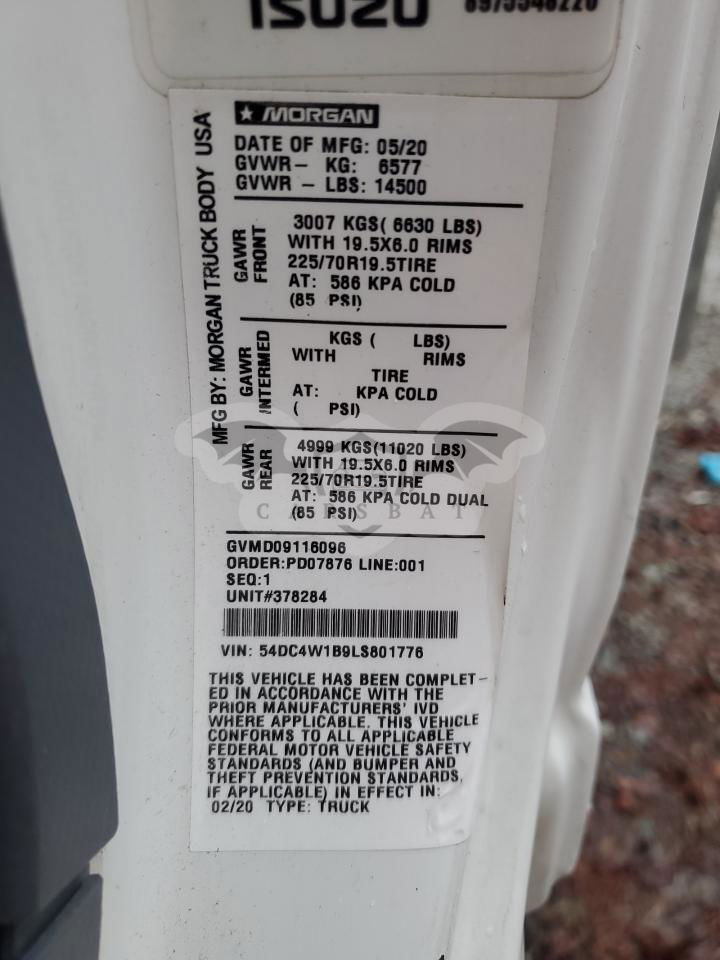 ISUZU
8975548220
★ MORGAN
MFG BY: MORGAN TRUCK BODY USA
DATE OF MFG: 05/20
GVWR- KG: 6577
GVWR - LBS: 14500
GAWR FRONT
3007 KGS( 6630 LBS)
WITH 19.5X6.0 RIMS
225/70R19.5TIRE
AT: 586 KPA COLD
(85 PSI)
GAWR INTERMED
KGS ( LBS)
WITH RIMS
TIRE
AT: KPA COLD
( PSI)
GAWR REAR
4999 KGS(11020 LBS)
WITH 19.5X6.0 RIMS
225/70R19.5TIRE
AT: 586 KPA COLD DUAL
(85 PSI)
CARSBAT
GVMD09116096
ORDER:PD07876 LINE:001
SEQ:1
UNIT#378284
VIN: 54DC4W1B9LS801776
THIS VEHICLE HAS BEEN COMPLET-
ED IN ACCORDANCE WITH THE
PRIOR MANUFACTURERS' IVD
WHERE APPLICABLE. THIS VEHICLE
CONFORMS TO ALL APPLICABLE
FEDERAL MOTOR VEHICLE SAFETY
STANDARDS (AND BUMPER AND
THEFT PREVENTION STANDARDS,
IF APPLICABLE) IN EFFECT IN:
02/20 TYPE: TRUCK